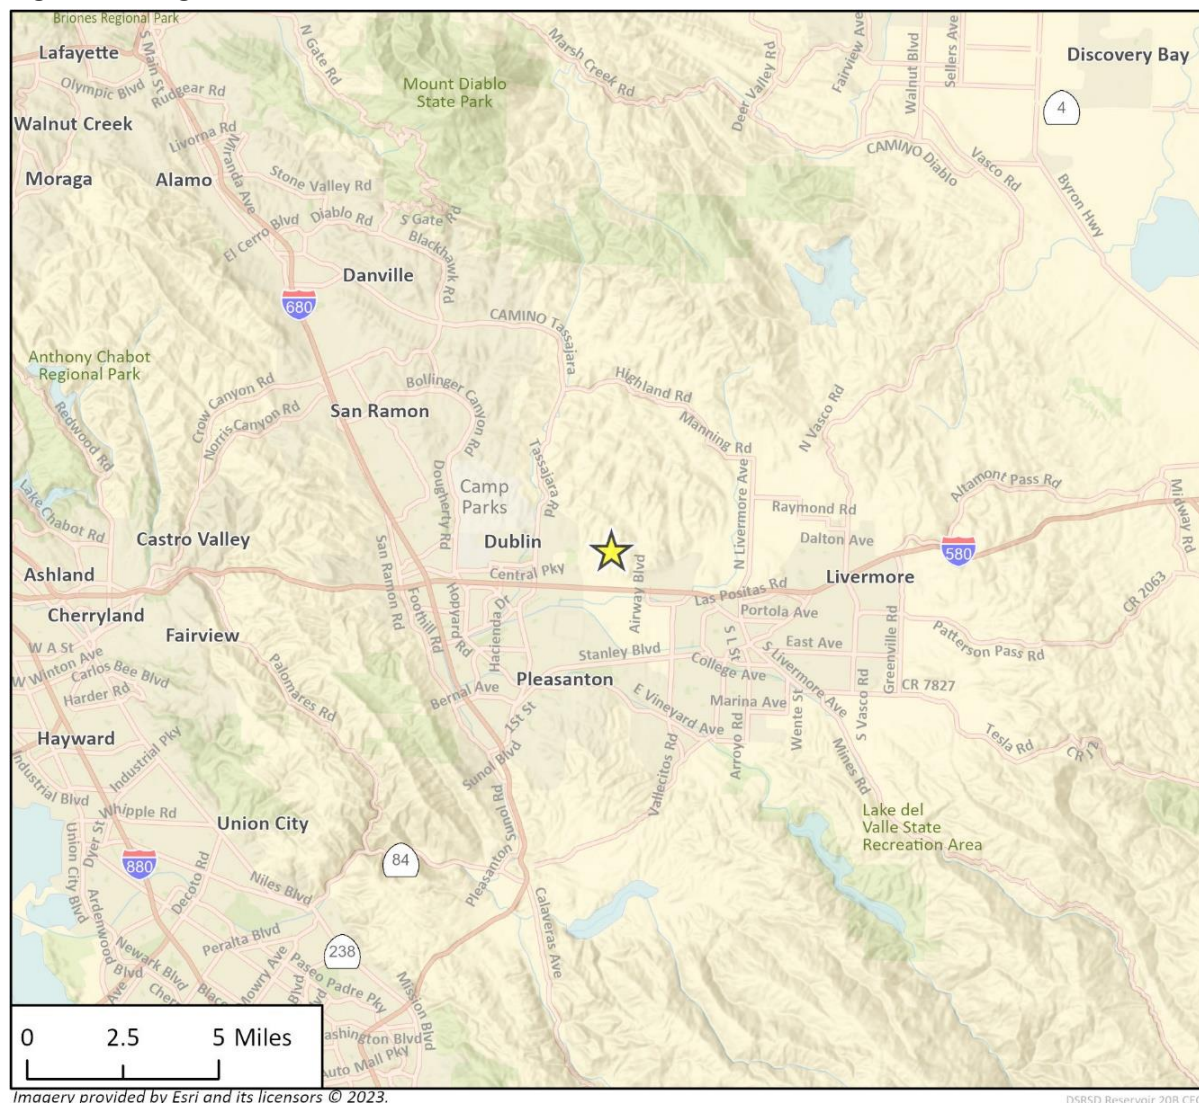 Briones Regional Park
Lafayette
S Main St
N Gate Rd
Mount Diablo
State Park
Marsh Creek Rd
Deer Valley Rd
Fairview Ave
Walnut Blvd
Sellers Ave
Discovery Bay
4
Olympic Blvd
Rudgear Rd
Walnut Creek
Livorna Rd
Miranda Ave
Moraga
Alamo
Stone Valley Rd
CAMINO Diablo
Vasco Rd
Byron Hwy
El Cerro Blvd
Diablo Rd
S Gate Rd
Blackhawk Rd
Danville
680
CAMINO Tassajara
Anthony Chabot
Regional Park
Redwood Rd
Crow Canyon Rd
Norris Canyon Rd
San Ramon
Bollinger Canyon Rd
Highland Rd
Manning Rd
N Vasco Rd
Tassajara Rd
Dougherty Rd
Camp
Parks
N Livermore Ave
Altamont Pass Rd
Midway Rd
Raymond Rd
Dalton Ave
Lake Chabot Rd
Castro Valley
San Ramon Rd
Dublin
580
Ashland
Central Pky
Airway Blvd
Livermore
Cherryland
Foothill Rd
Hopyard Rd
Hacienda Dr
Las Positas Rd
Portola Ave
CR 2063
Fairview
W A St
W Winton Ave
Carlos Bee Blvd
Harder Rd
Palomares Rd
Stanley Blvd
S L St
East Ave
S Livermore Ave
College Ave
Greenville Rd
Patterson Pass Rd
Bernal Ave
Pleasanton
1St St
E Vineyard Ave
Marina Ave
CR 7827
Hayward
Industrial Pky
Industrial Blvd
Sunol Blvd
Vallecitos Rd
Arroyo Rd
Wente St
S Vasco Rd
Mines Rd
Tesla Rd
CR J2
Whipple Rd
Union City
Union City Blvd
Dyer St
880
Decoto Rd
Niles Blvd
84
Pleasanton Sunol Rd
Lake del
Valle State
Recreation Area
Ardenwood Blvd
Calaveras Ave
Peralta Blvd
238
Newark Blvd
Mowry Ave
Blvd
Paseo Padre Pky
Mission Blvd
Ave
Auto Mall Pky
0 2.5 5 Miles
Imagery provided by Esri and its licensors © 2023.